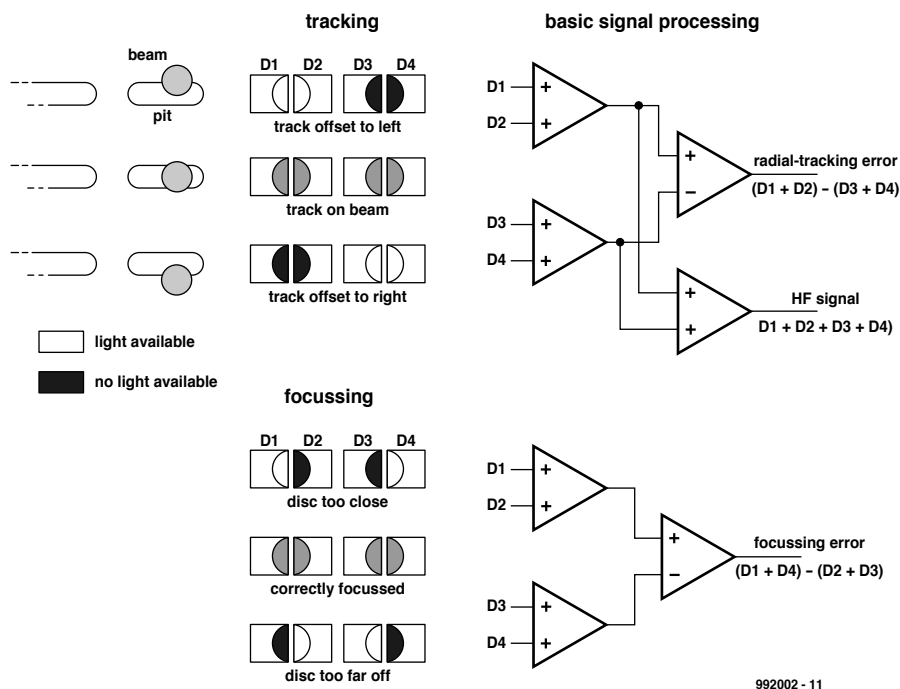 tracking
basic signal processing
beam
pit
D1 D2 D3 D4
track offset to left
track on beam
track offset to right
light available
no light available
D1 +
D2 +
D3 +
D4 +
+
−
radial-tracking error
(D1 + D2) − (D3 + D4)
+
+
HF signal
D1 + D2 + D3 + D4)
focussing
D1 D2 D3 D4
disc too close
correctly focussed
disc too far off
D1 +
D2 +
D3 +
D4 +
+
−
focussing error
(D1 + D4) − (D2 + D3)
992002 - 11